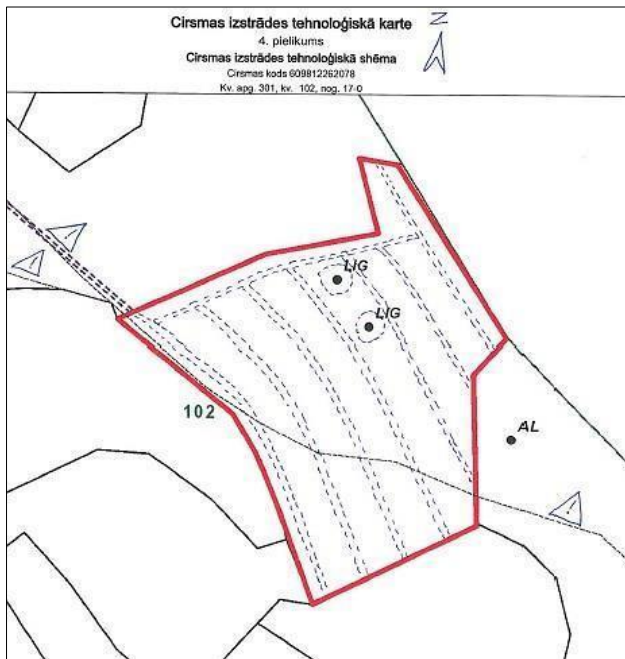 Cirsmas izstrādes tehnoloģiskā karte
Z
4. pielikums
Cirsmas izstrādes tehnoloģiskā shēma
Cirsmas kods 609812262078
Kv. apg. 301, kv. 102, nog. 17-0
LIG
LIG
102
AL